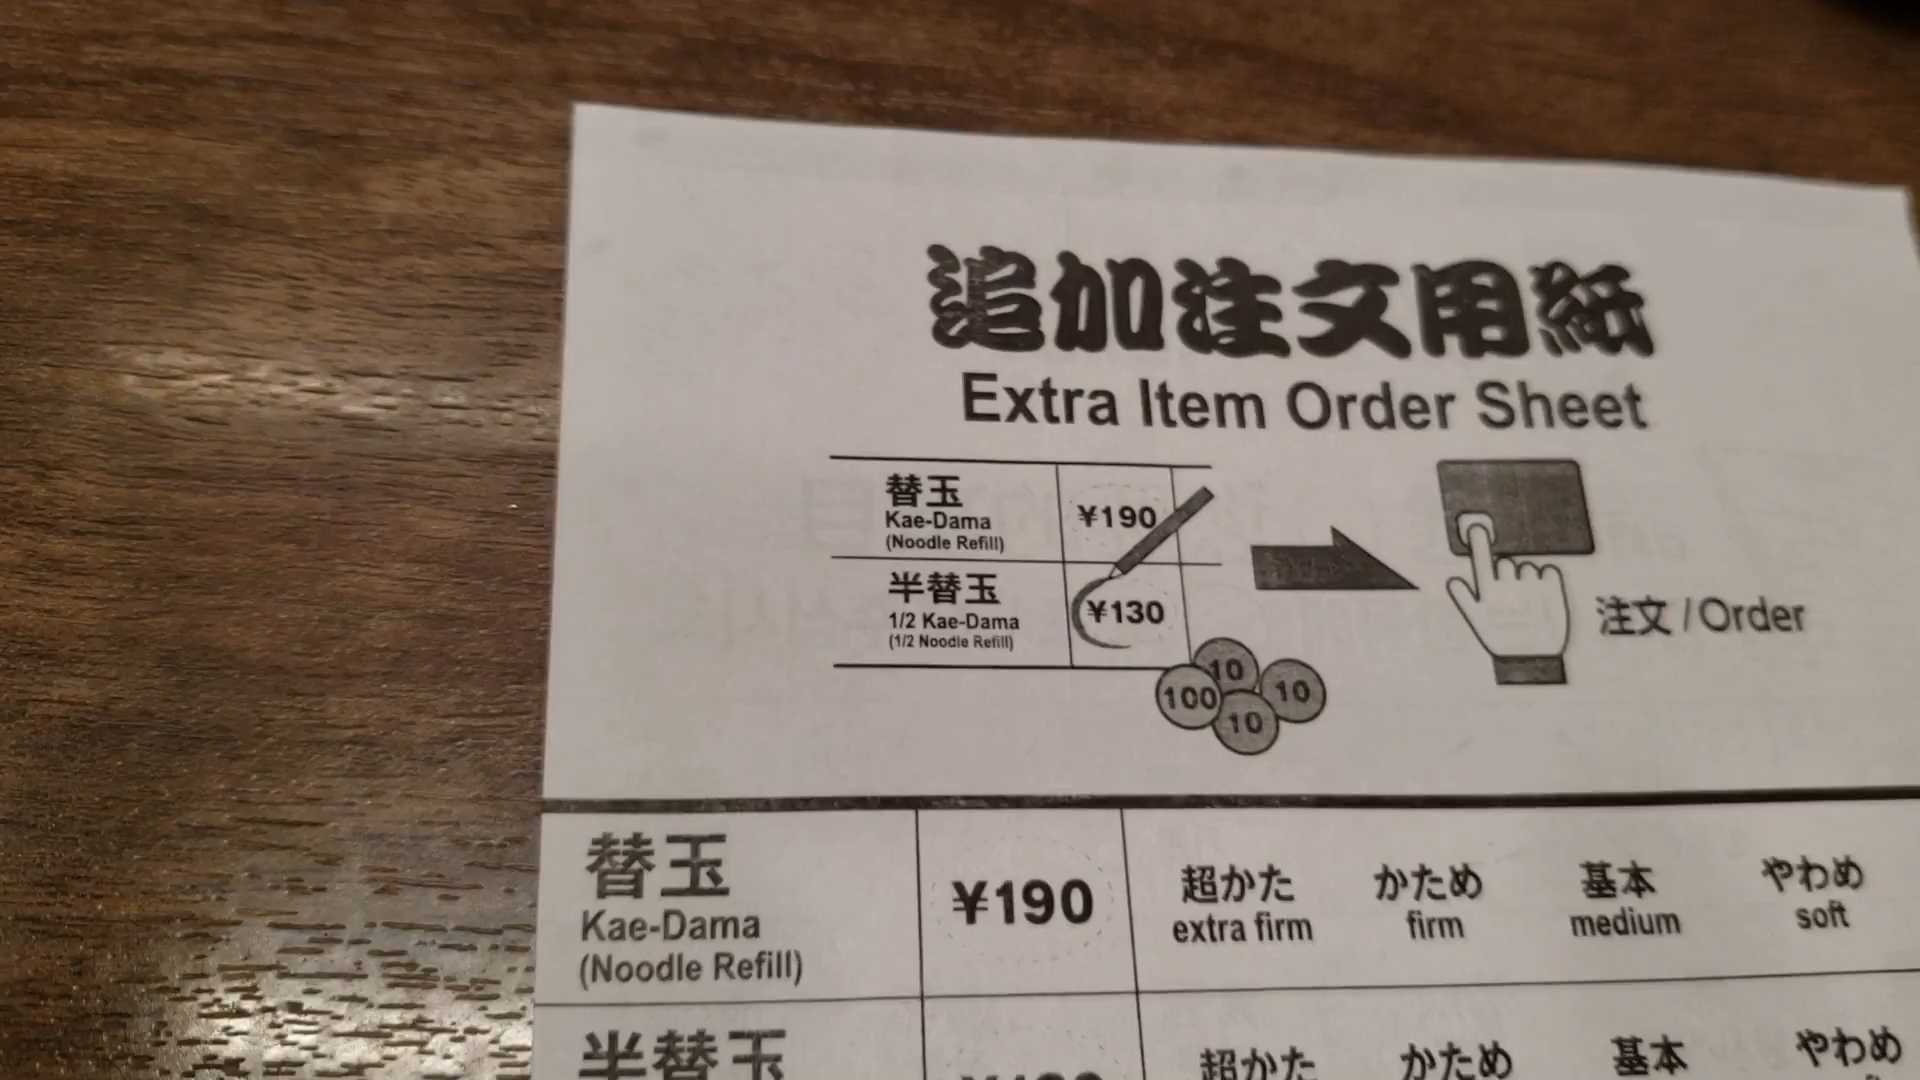 追加注文用紙
Extra Item Order Sheet
替玉
Kae-Dama
(Noodle Refill)
¥190
半替玉
1/2 Kae-Dama
(1/2 Noodle Refill)
¥130
10
100
10
10
注文/Order
替玉
Kae-Dama
(Noodle Refill)
¥190
超かた かため 基本 やわめ
extra firm firm medium soft
半替玉
超かた かため 基本 やわめ